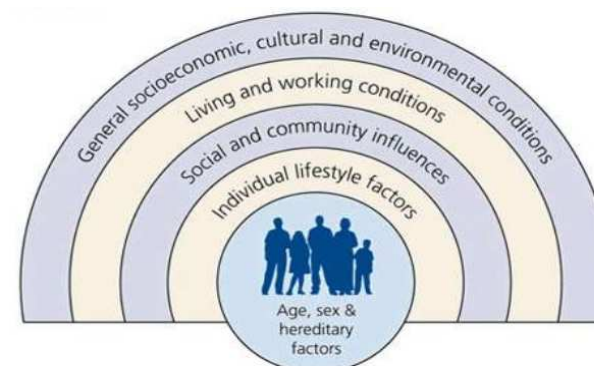 General socioeconomic, cultural and environmental conditions
Living and working conditions
Social and community influences
Individual lifestyle factors
Age, sex &
hereditary
factors